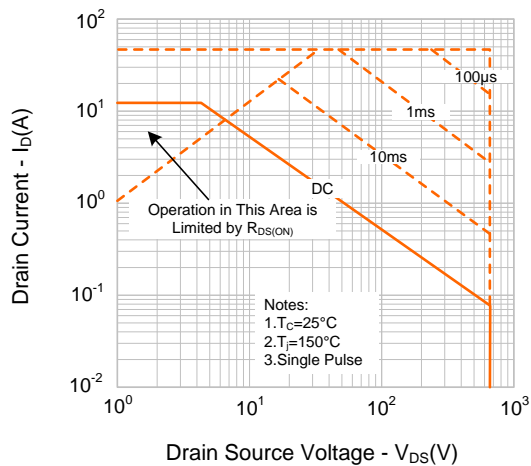 10²
10¹
10⁰
10⁻¹
10⁻²
Drain Current - I_D(A)
100μs
1ms
10ms
DC
Operation in This Area is
Limited by R_DS(ON)
Notes:
1.T_C=25°C
2.T_j=150°C
3.Single Pulse
10⁰
10¹
10²
10³
Drain Source Voltage - V_DS(V)